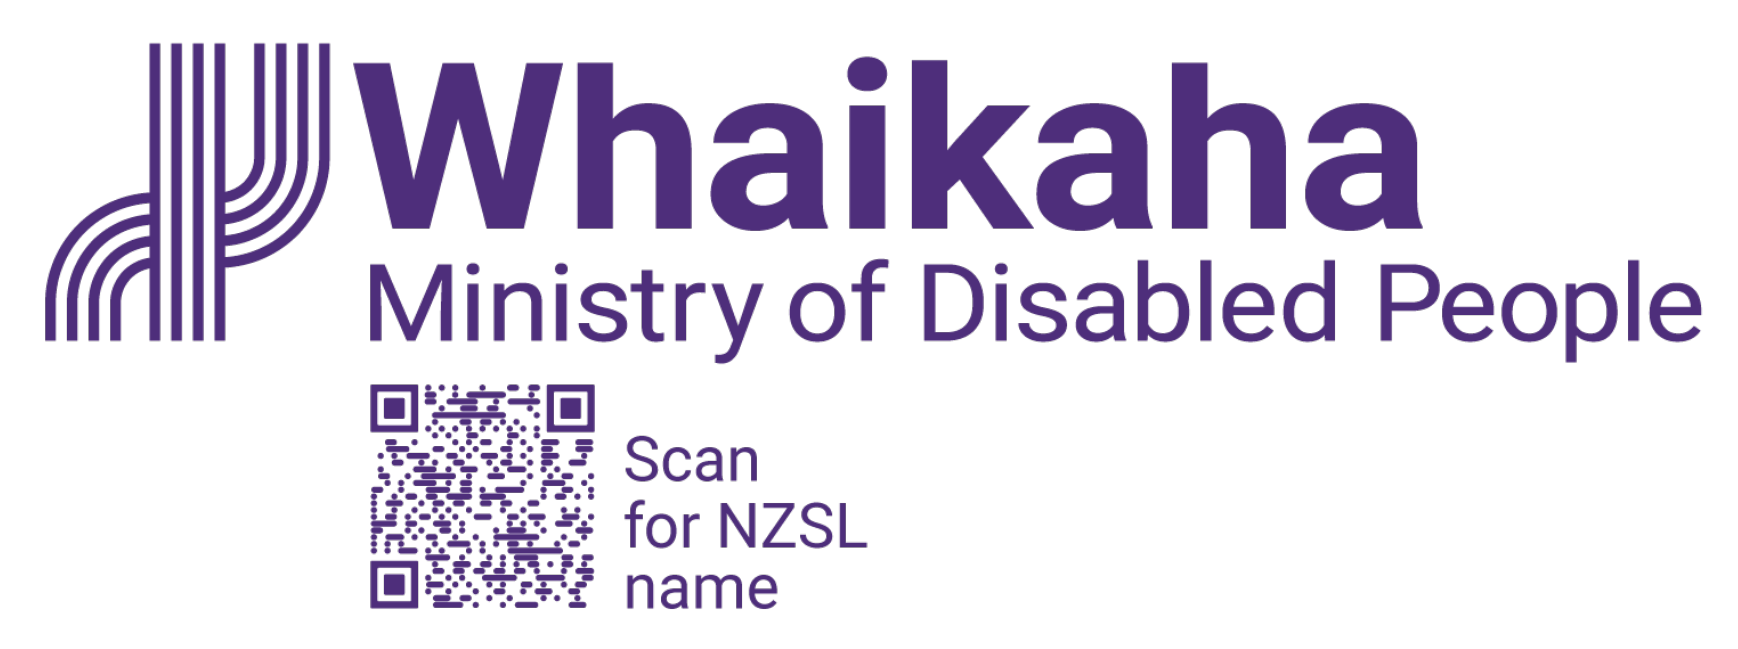 Whaikaha
Ministry of Disabled People
Scan
for NZSL
name